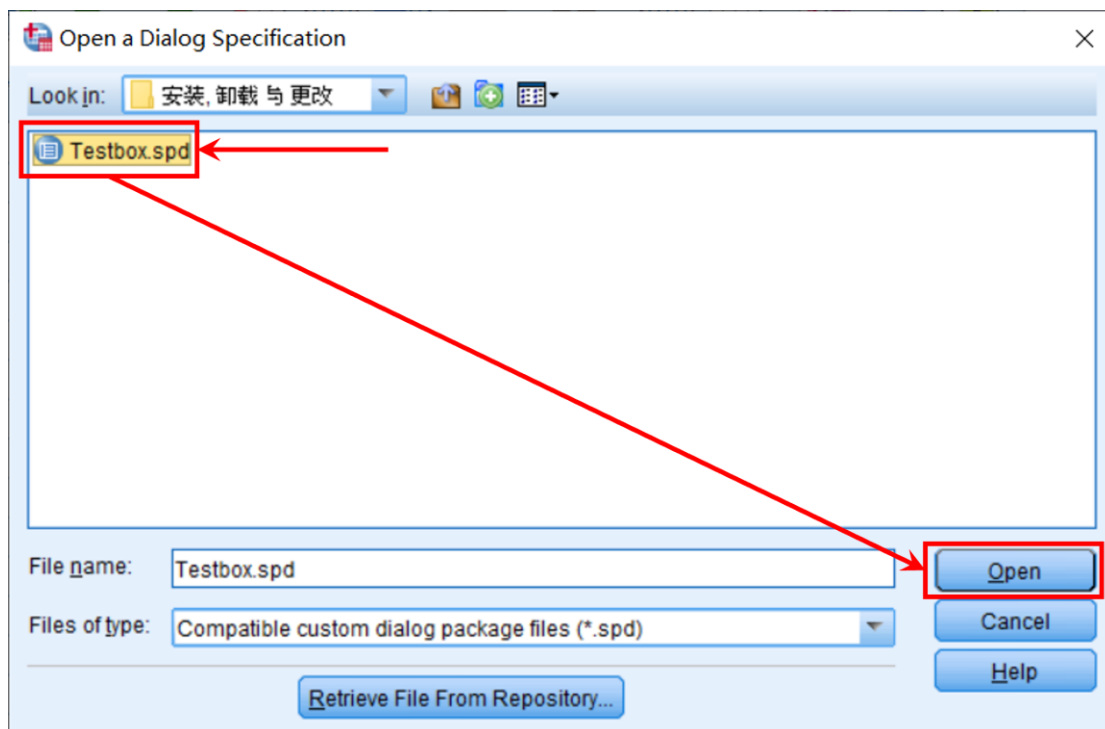 Open a Dialog Specification
Look in: 安装, 卸载 与 更改
Testbox.spd
File name: Testbox.spd
Open
Files of type: Compatible custom dialog package files (*.spd)
Cancel
Help
Retrieve File From Repository...